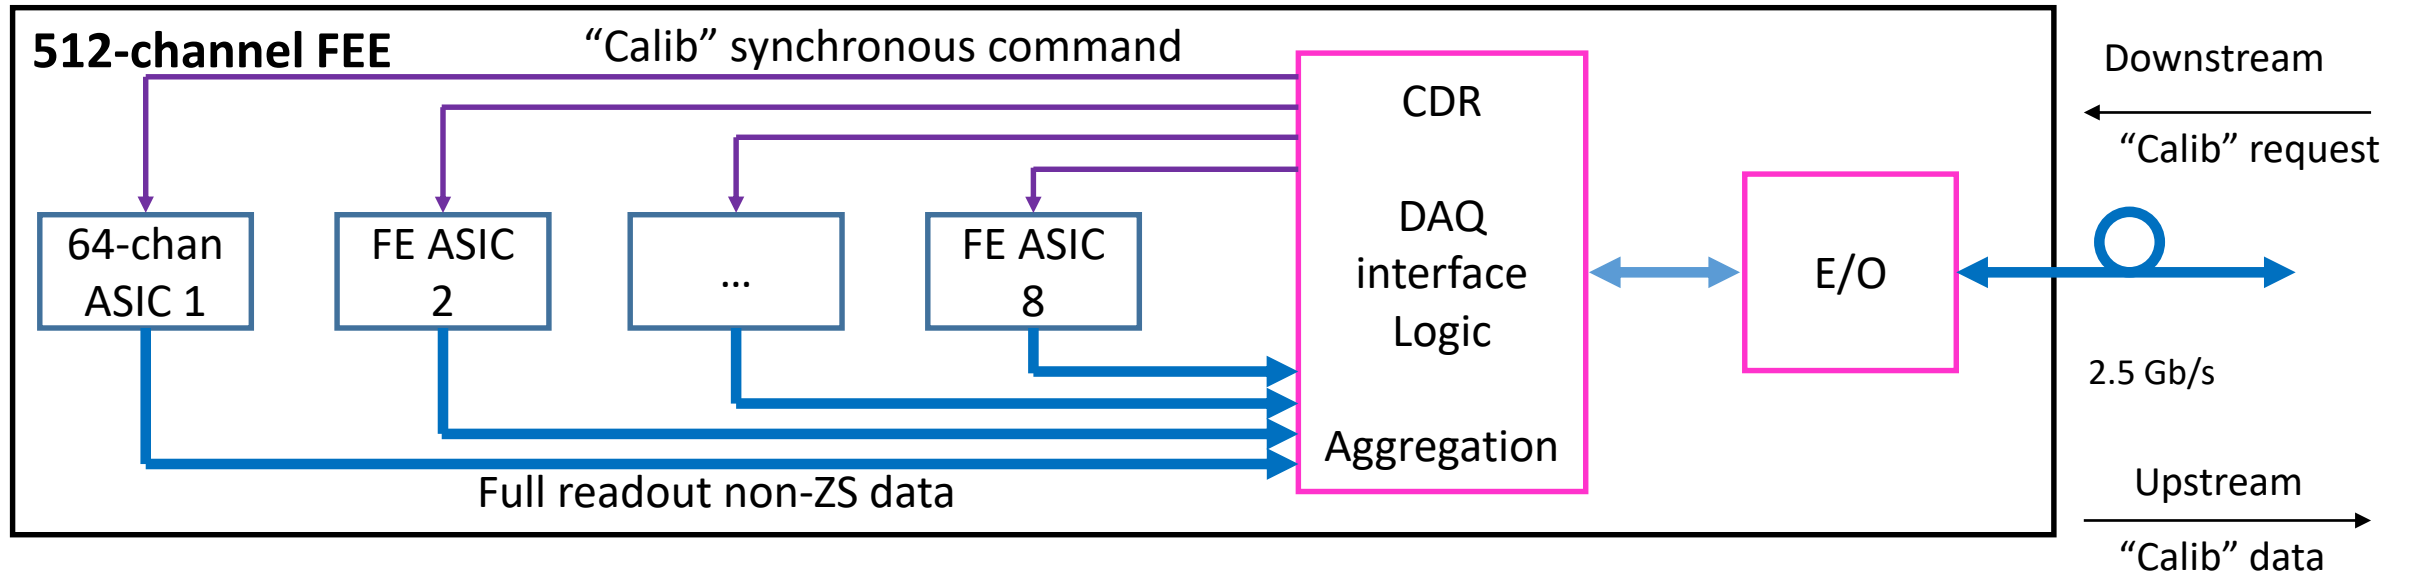 512-channel FEE
“Calib” synchronous command
64-chan
ASIC 1
FE ASIC
2
...
FE ASIC
8
Full readout non-ZS data
CDR
DAQ
interface
Logic
Aggregation
E/O
Downstream
“Calib” request
2.5 Gb/s
Upstream
“Calib” data